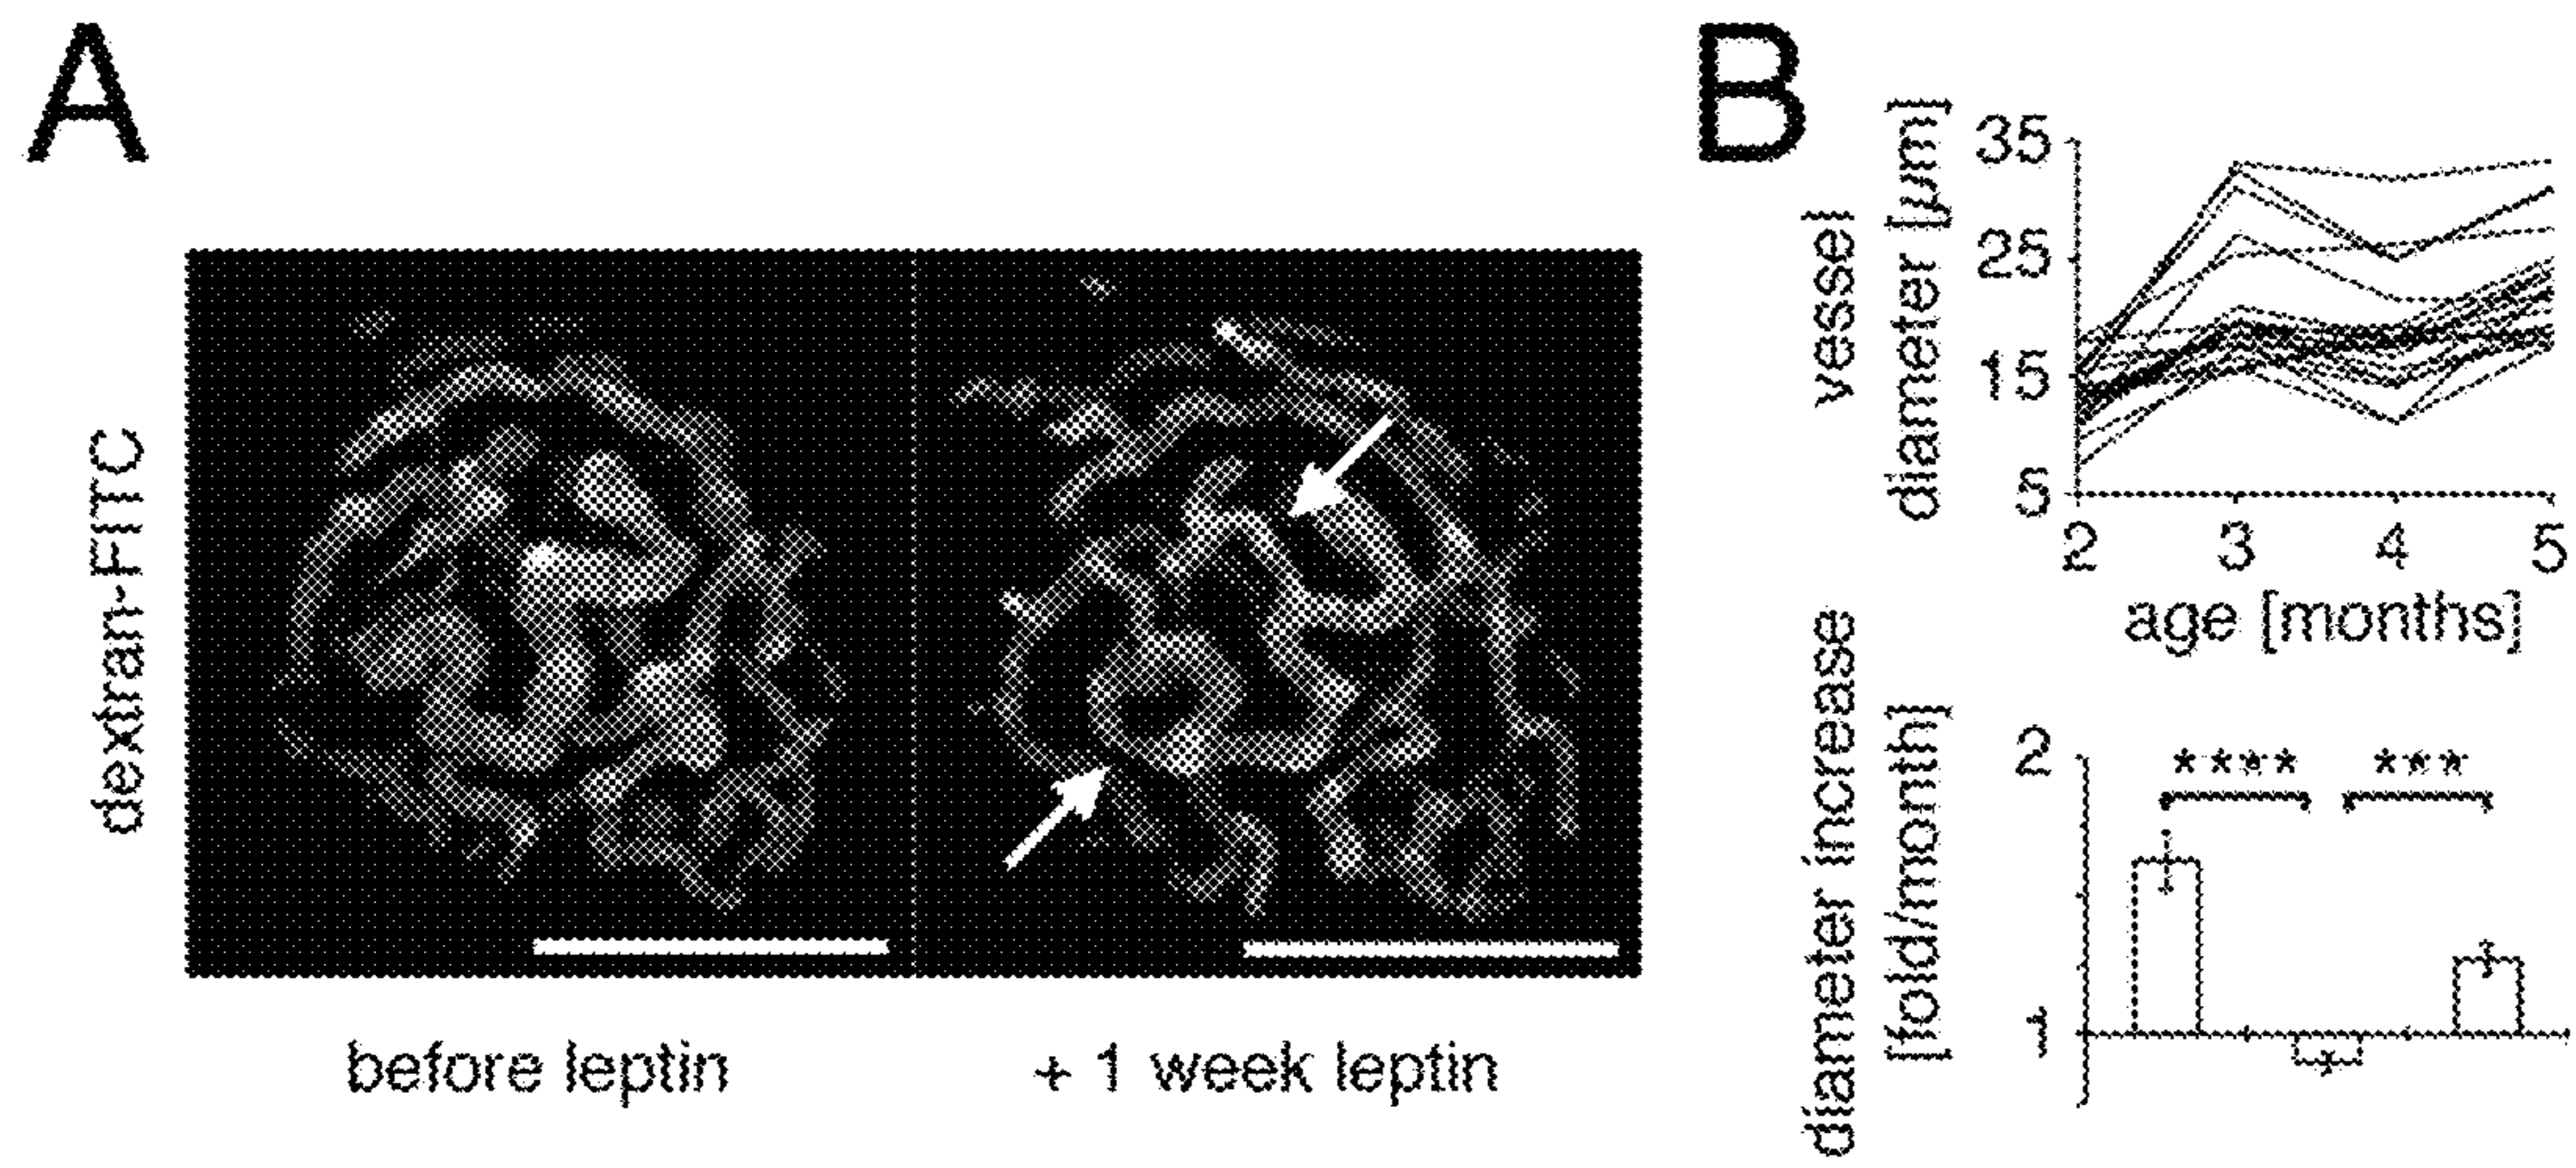 A
dextran-FITC
before leptin
+ 1 week leptin
B
vessel
diameter [µm]
35
25
15
5
2 3 4 5
age [months]
diameter increase
[fold/month]
2
1
**** ***